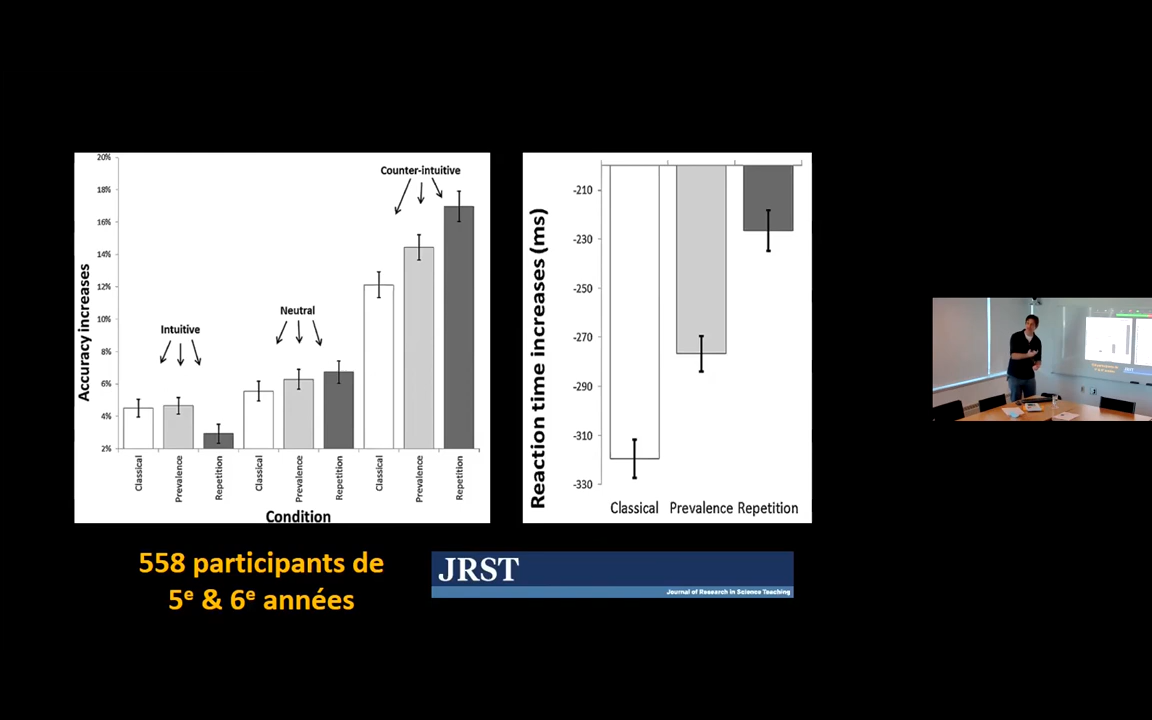 20%
18%
16%
14%
12%
10%
8%
6%
4%
2%
Accuracy increases
Intuitive
Neutral
Counter-intuitive
Classical
Prevalence
Repetition
Classical
Prevalence
Repetition
Classical
Prevalence
Repetition
Condition
Reaction time increases (ms)
-210
-230
-250
-270
-290
-310
-330
Classical Prevalence Repetition
558 participants de
5e & 6e années
JRST
Journal of Research in Science Teaching